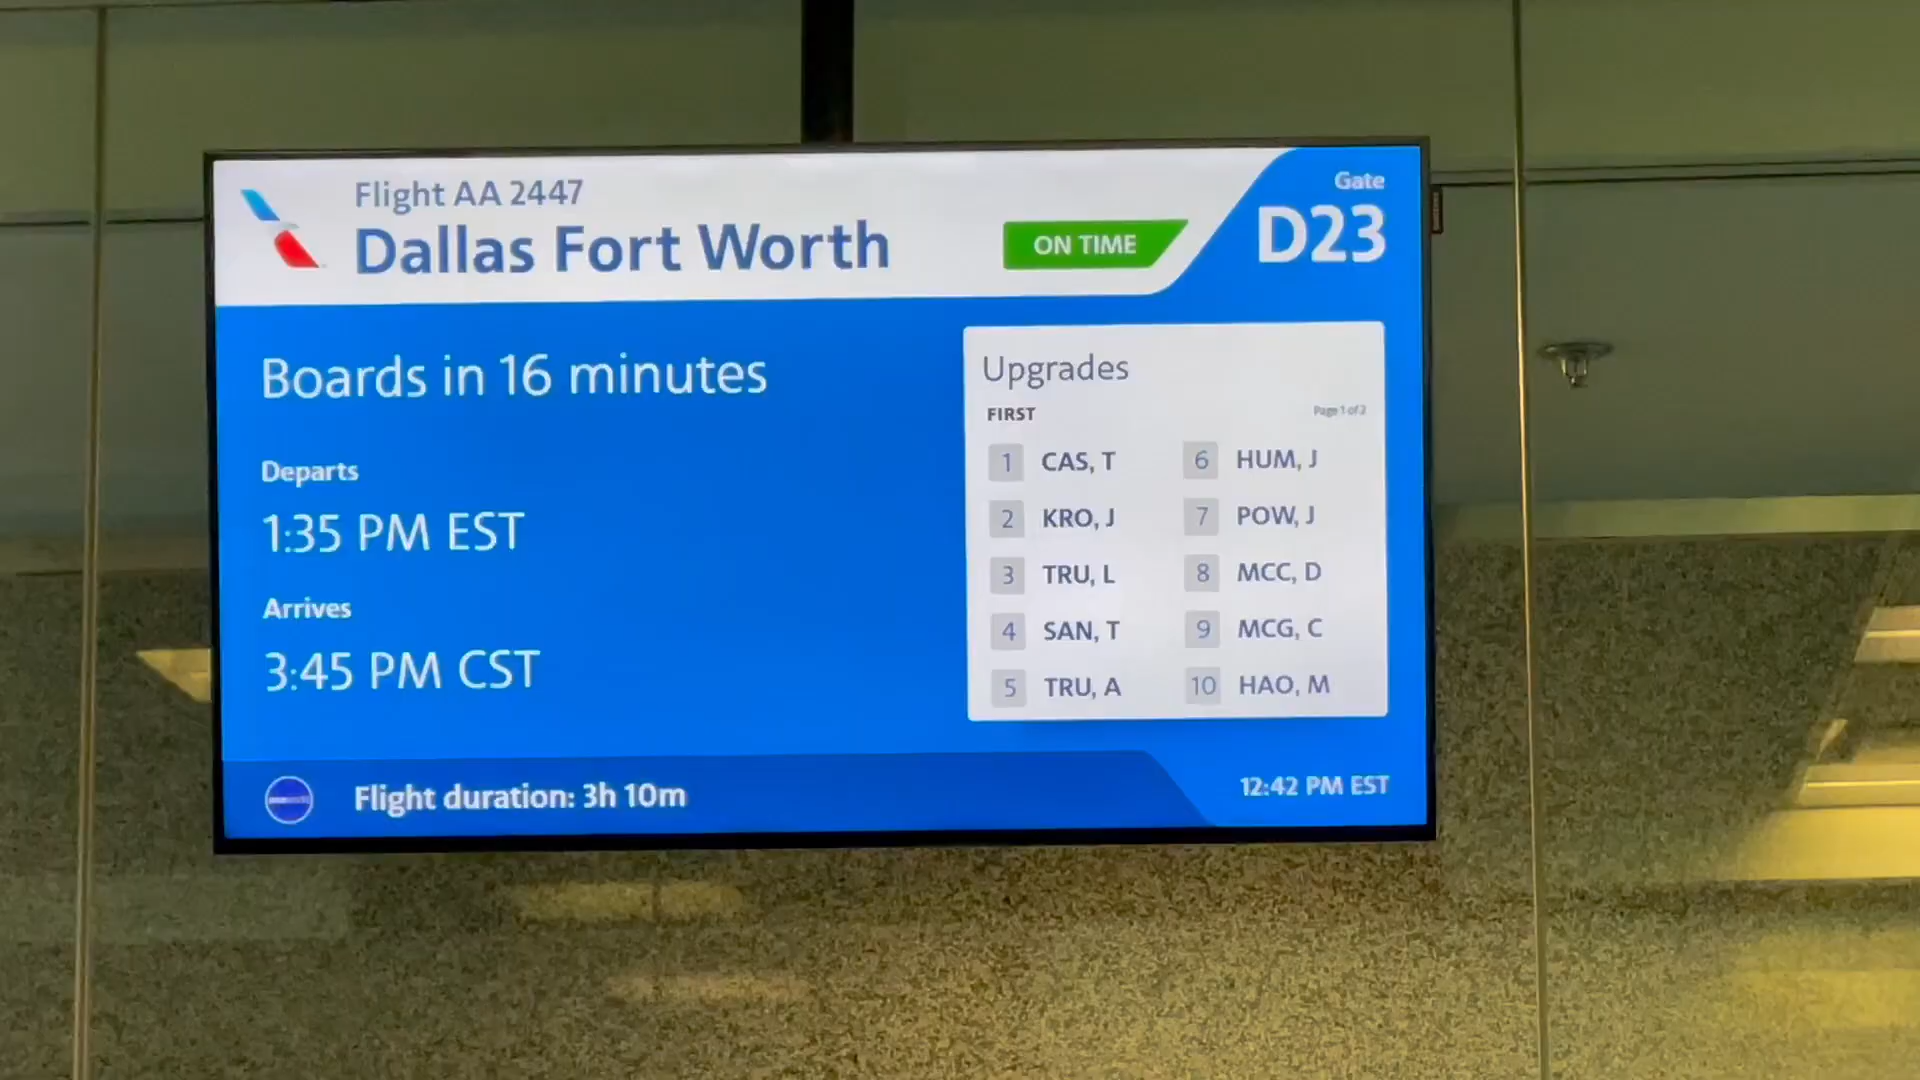 Flight AA 2447
Dallas Fort Worth
ON TIME
Gate
D23
Boards in 16 minutes
Departs
1:35 PM EST
Arrives
3:45 PM CST
Upgrades
FIRST
Page 1 of 2
1 CAS, T
2 KRO, J
3 TRU, L
4 SAN, T
5 TRU, A
6 HUM, J
7 POW, J
8 MCC, D
9 MCG, C
10 HAO, M
Flight duration: 3h 10m
12:42 PM EST